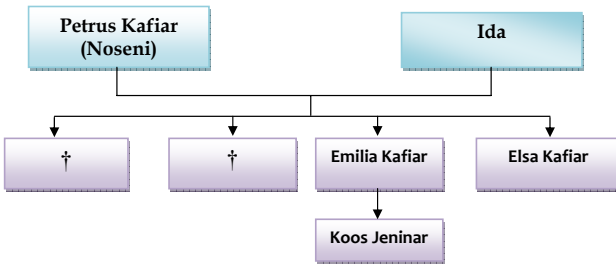 Petrus Kafiar
(Noseni)
Ida
†
†
Emilia Kafiar
Elsa Kafiar
Koos Jeninar